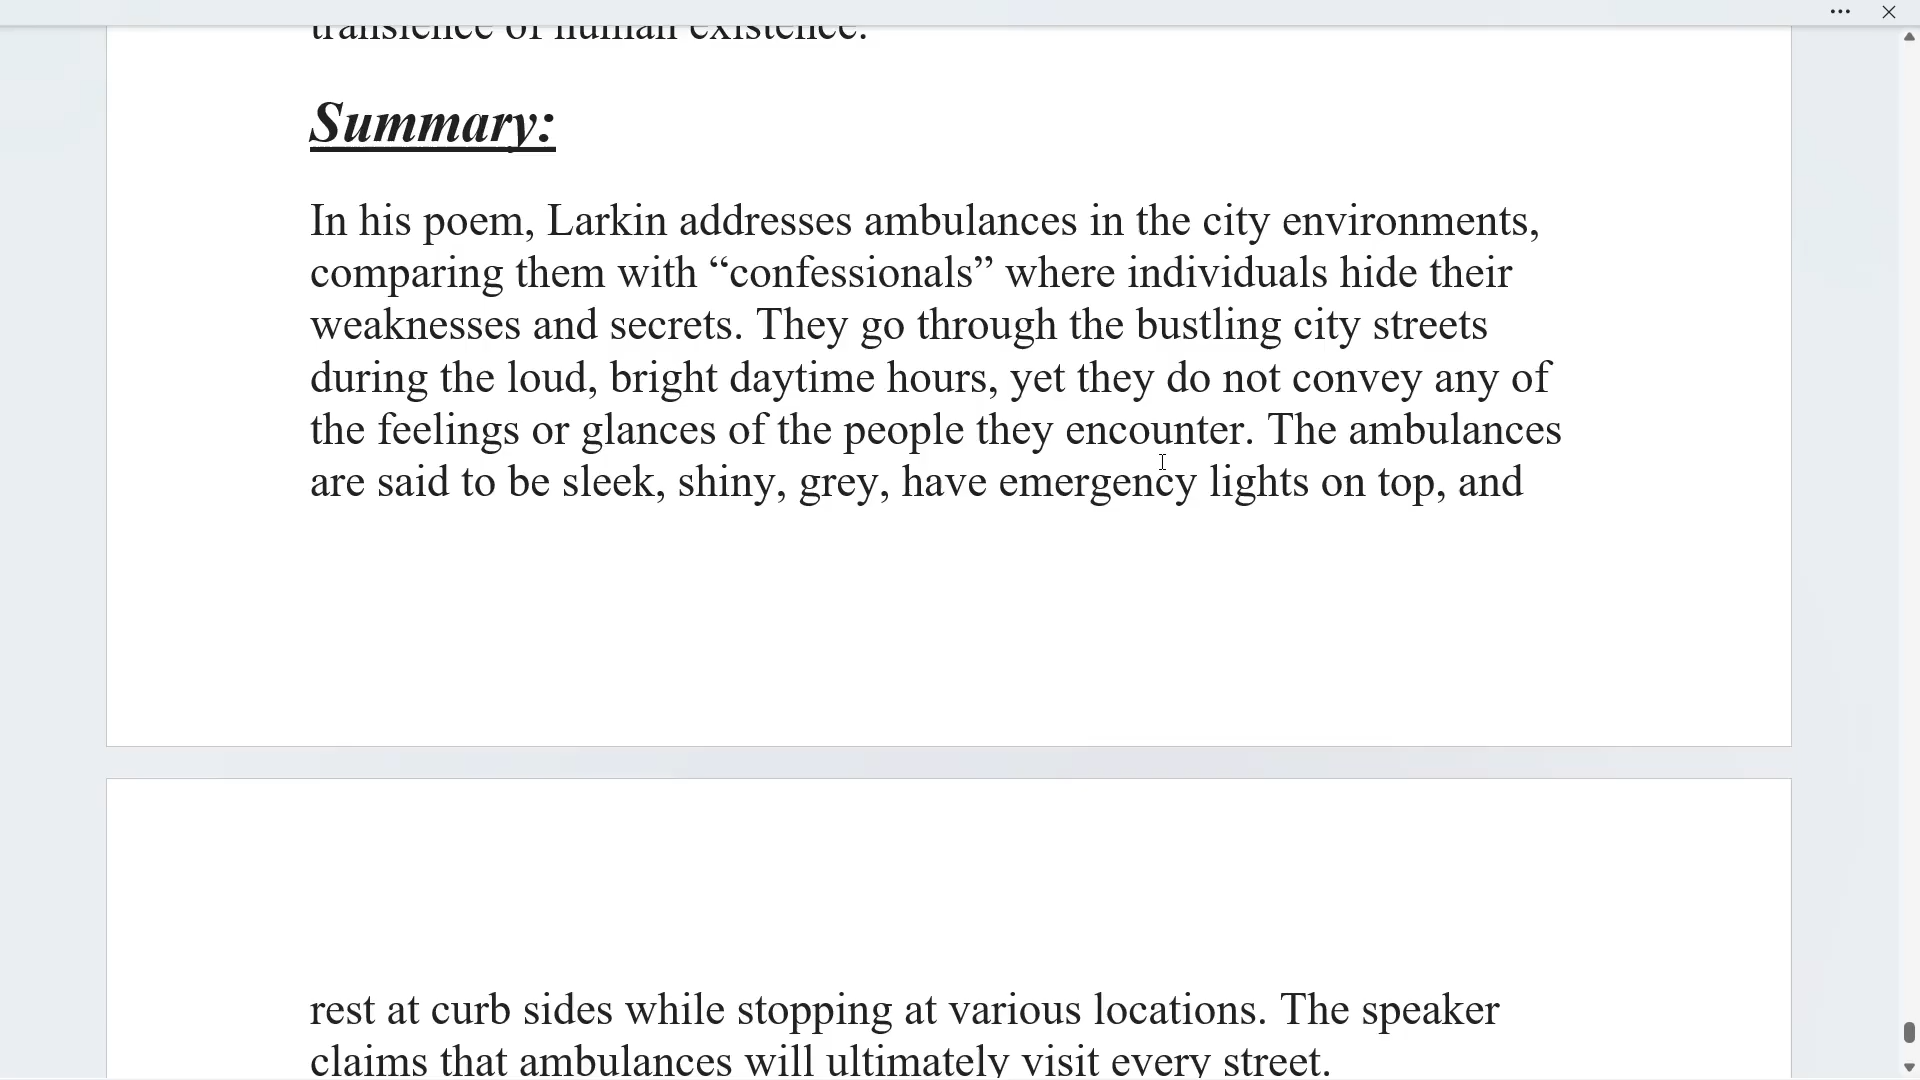 transience of human existence.
Summary:
In his poem, Larkin addresses ambulances in the city environments,
comparing them with “confessionals” where individuals hide their
weaknesses and secrets. They go through the bustling city streets
during the loud, bright daytime hours, yet they do not convey any of
the feelings or glances of the people they encounter. The ambulances
are said to be sleek, shiny, grey, have emergency lights on top, and
rest at curb sides while stopping at various locations. The speaker
claims that ambulances will ultimately visit every street.